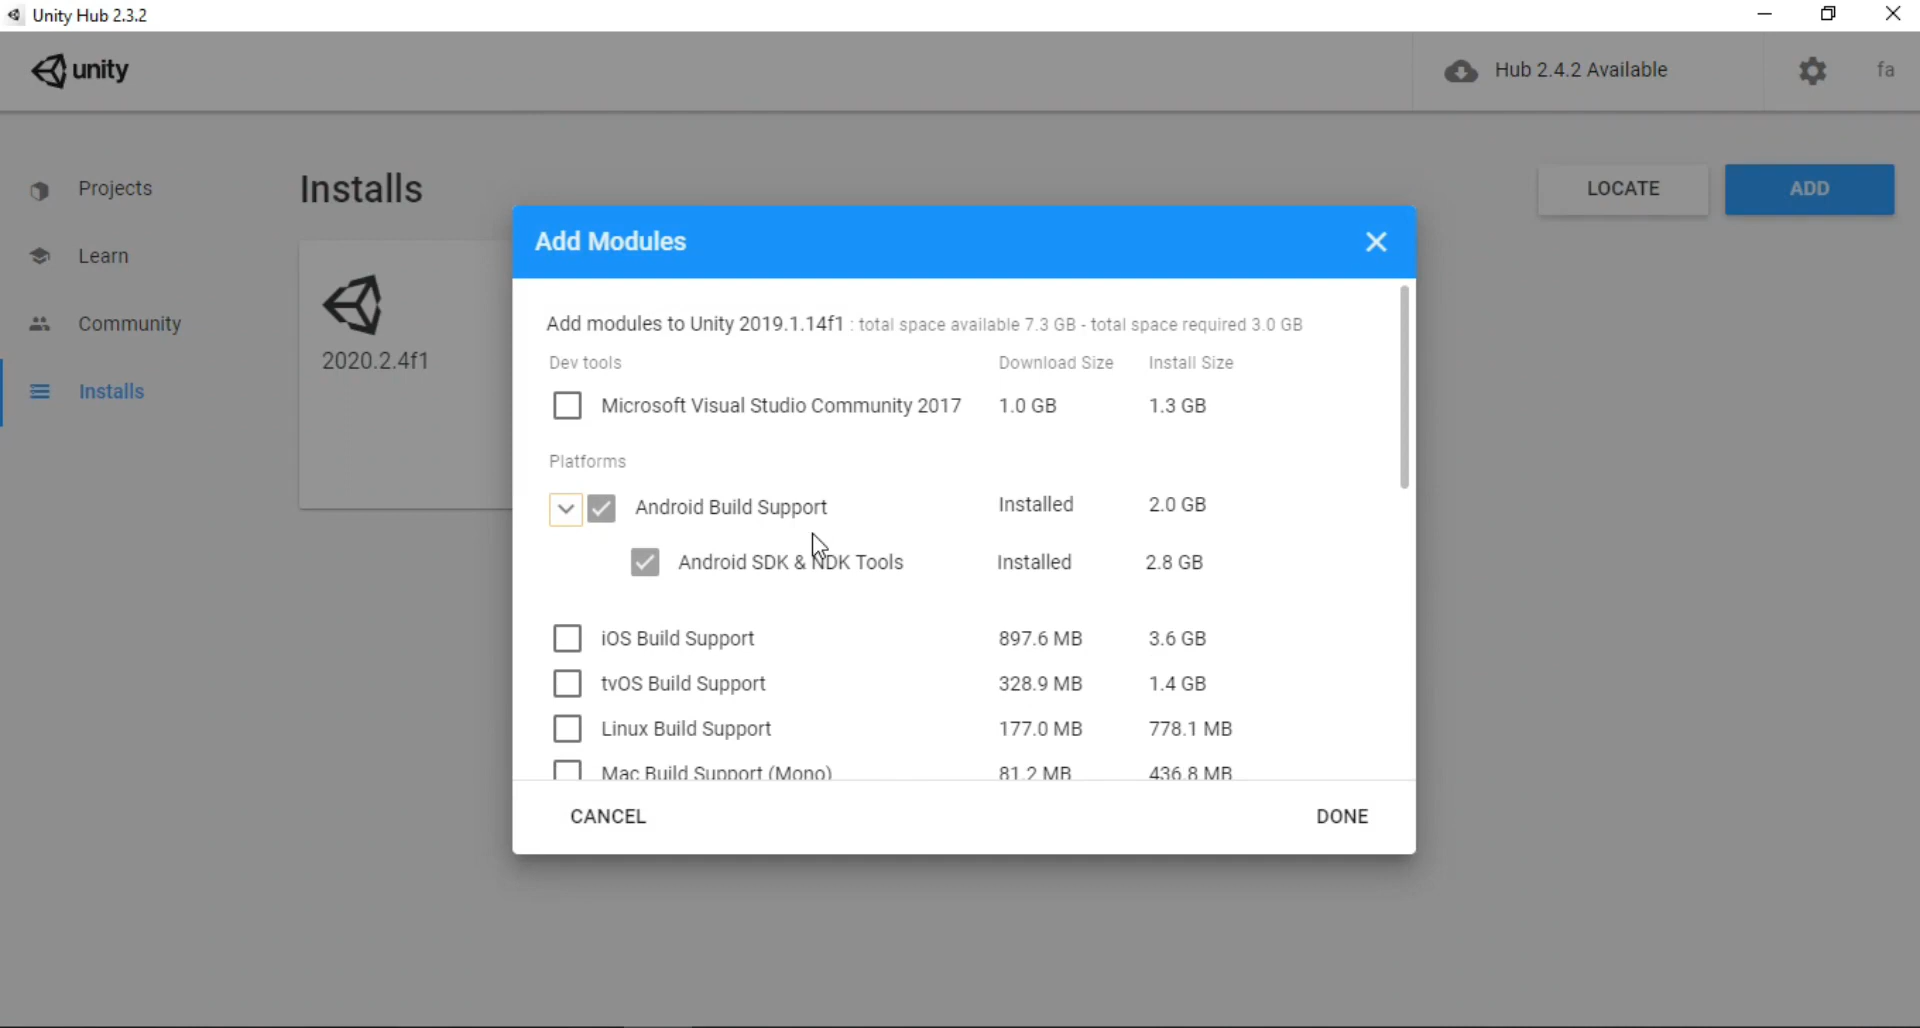 Unity Hub 2.3.2
unity
Hub 2.4.2 Available
fa
Projects
Learn
Community
Installs
Installs
LOCATE
ADD
2020.2.4f1
Add Modules
Add modules to Unity 2019.1.14f1 : total space available 7.3 GB - total space required 3.0 GB
Dev tools Download Size Install Size
Microsoft Visual Studio Community 2017 1.0 GB 1.3 GB
Platforms
Android Build Support Installed 2.0 GB
Android SDK & NDK Tools Installed 2.8 GB
iOS Build Support 897.6 MB 3.6 GB
tvOS Build Support 328.9 MB 1.4 GB
Linux Build Support 177.0 MB 778.1 MB
Mac Build Support (Mono) 81.2 MB 436.8 MB
CANCEL
DONE